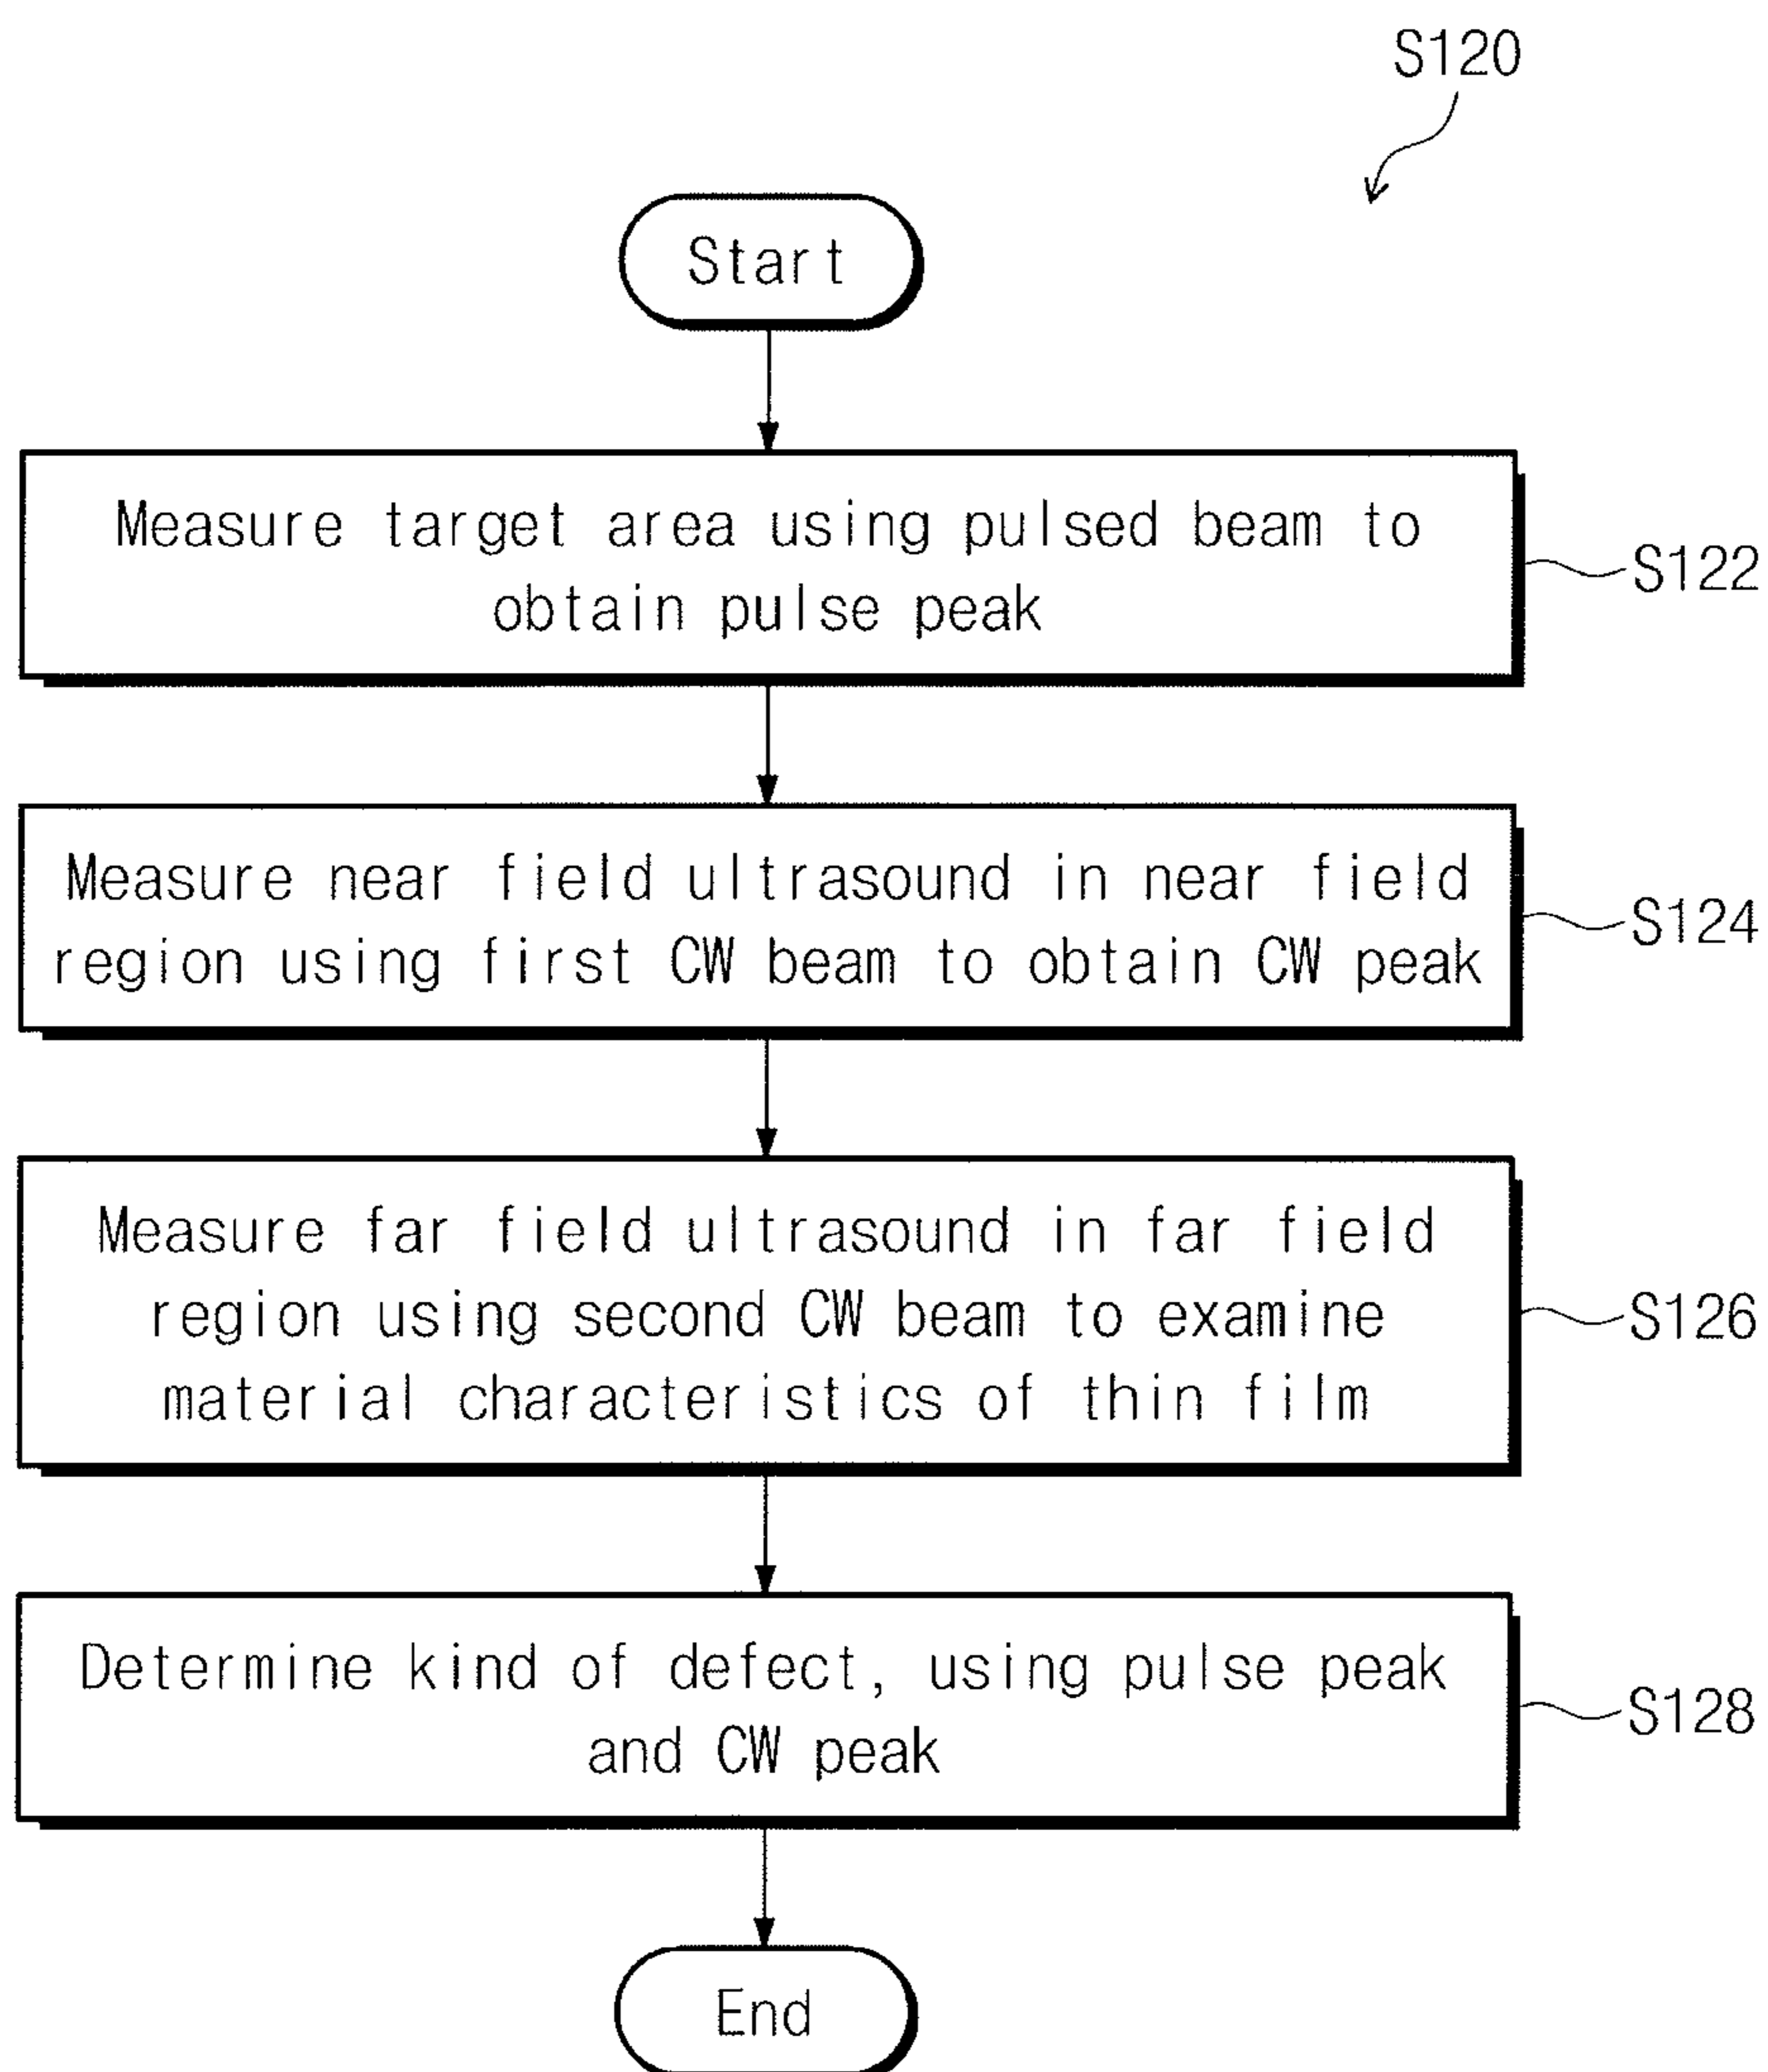 S120
Start
Measure target area using pulsed beam to
obtain pulse peak
S122
Measure near field ultrasound in near field
region using first CW beam to obtain CW peak
S124
Measure far field ultrasound in far field
region using second CW beam to examine
material characteristics of thin film
S126
Determine kind of defect, using pulse peak
and CW peak
S128
End